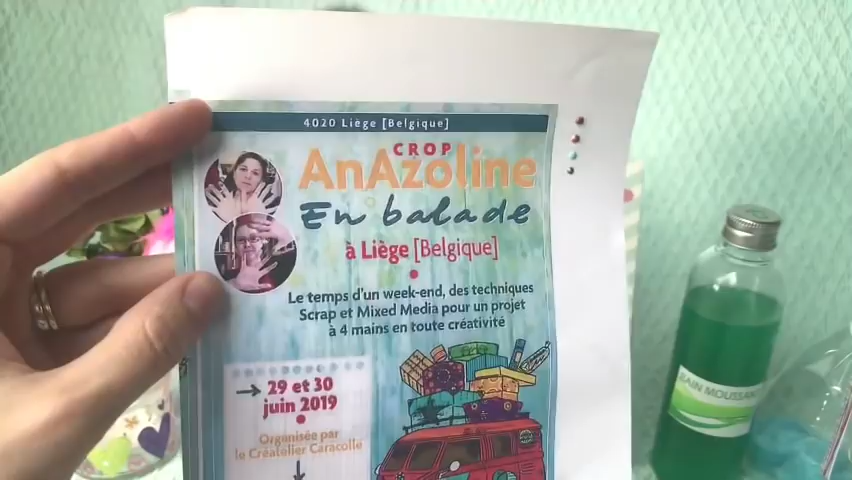 4020 Liège [Belgique]
CROP
AnAzoline
En balade
à Liège [Belgique]
Le temps d'un week-end, des techniques
Scrap et Mixed Media pour un projet
à 4 mains en toute créativité
29 et 30
juin 2019
Organisée par
le Créatelier Caracolle
BAIN MOUSSANT